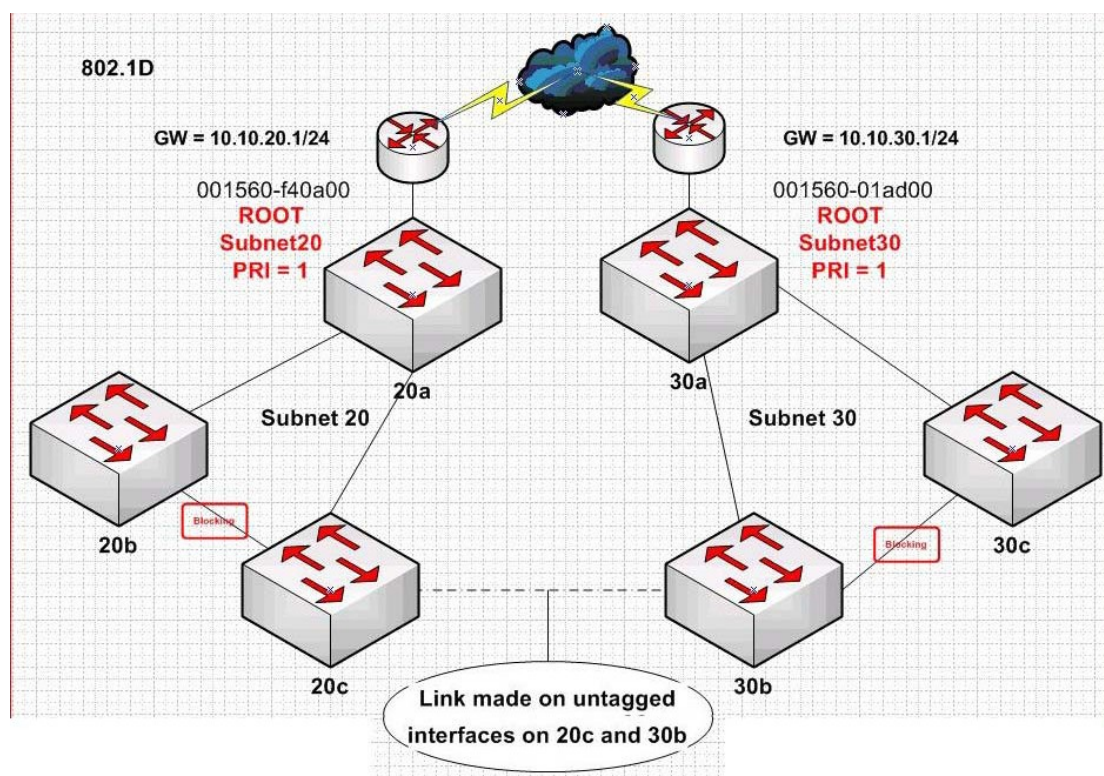 802.1D
GW = 10.10.20.1/24
GW = 10.10.30.1/24
001560-f40a00
ROOT
Subnet20
PRI = 1
001560-01ad00
ROOT
Subnet30
PRI = 1
20a
30a
Subnet 20
Subnet 30
Blocking
Blocking
20b
30c
20c
30b
Link made on untagged
interfaces on 20c and 30b